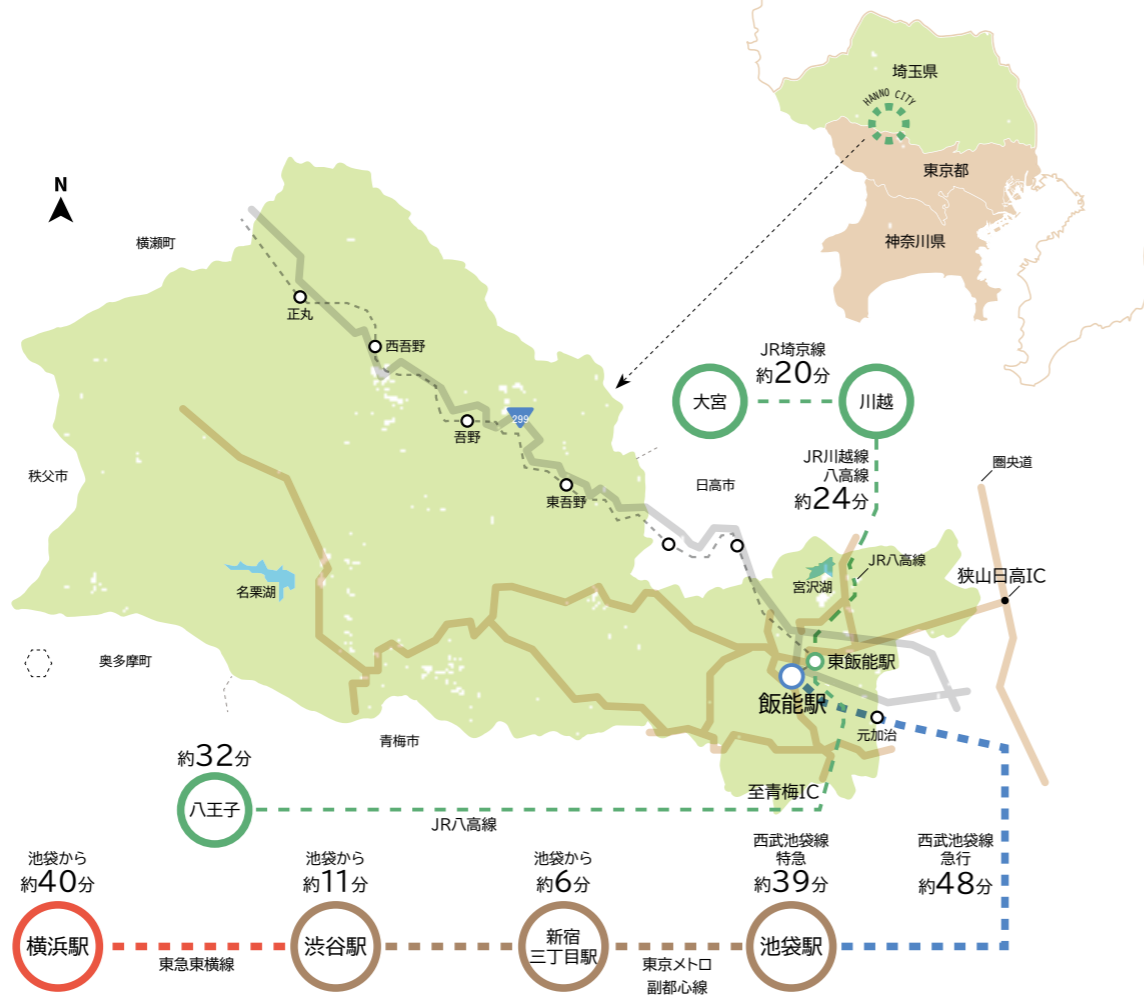 埼玉県
HANNO CITY
東京都
神奈川県
N
横瀬町
正丸
西吾野
吾野
299
東吾野
秩父市
日高市
JR埼京線
約20分
大宮
川越
JR川越線
八高線
約24分
圏央道
狭山日高IC
JR八高線
宮沢湖
名栗湖
奥多摩町
東飯能駅
飯能駅
元加治
青梅市
至青梅IC
約32分
八王子
JR八高線
池袋から
約40分
横浜駅
東急東横線
池袋から
約11分
渋谷駅
池袋から
約6分
新宿
三丁目駅
東京メトロ
副都心線
西武池袋線
特急
約39分
池袋駅
西武池袋線
急行
約48分